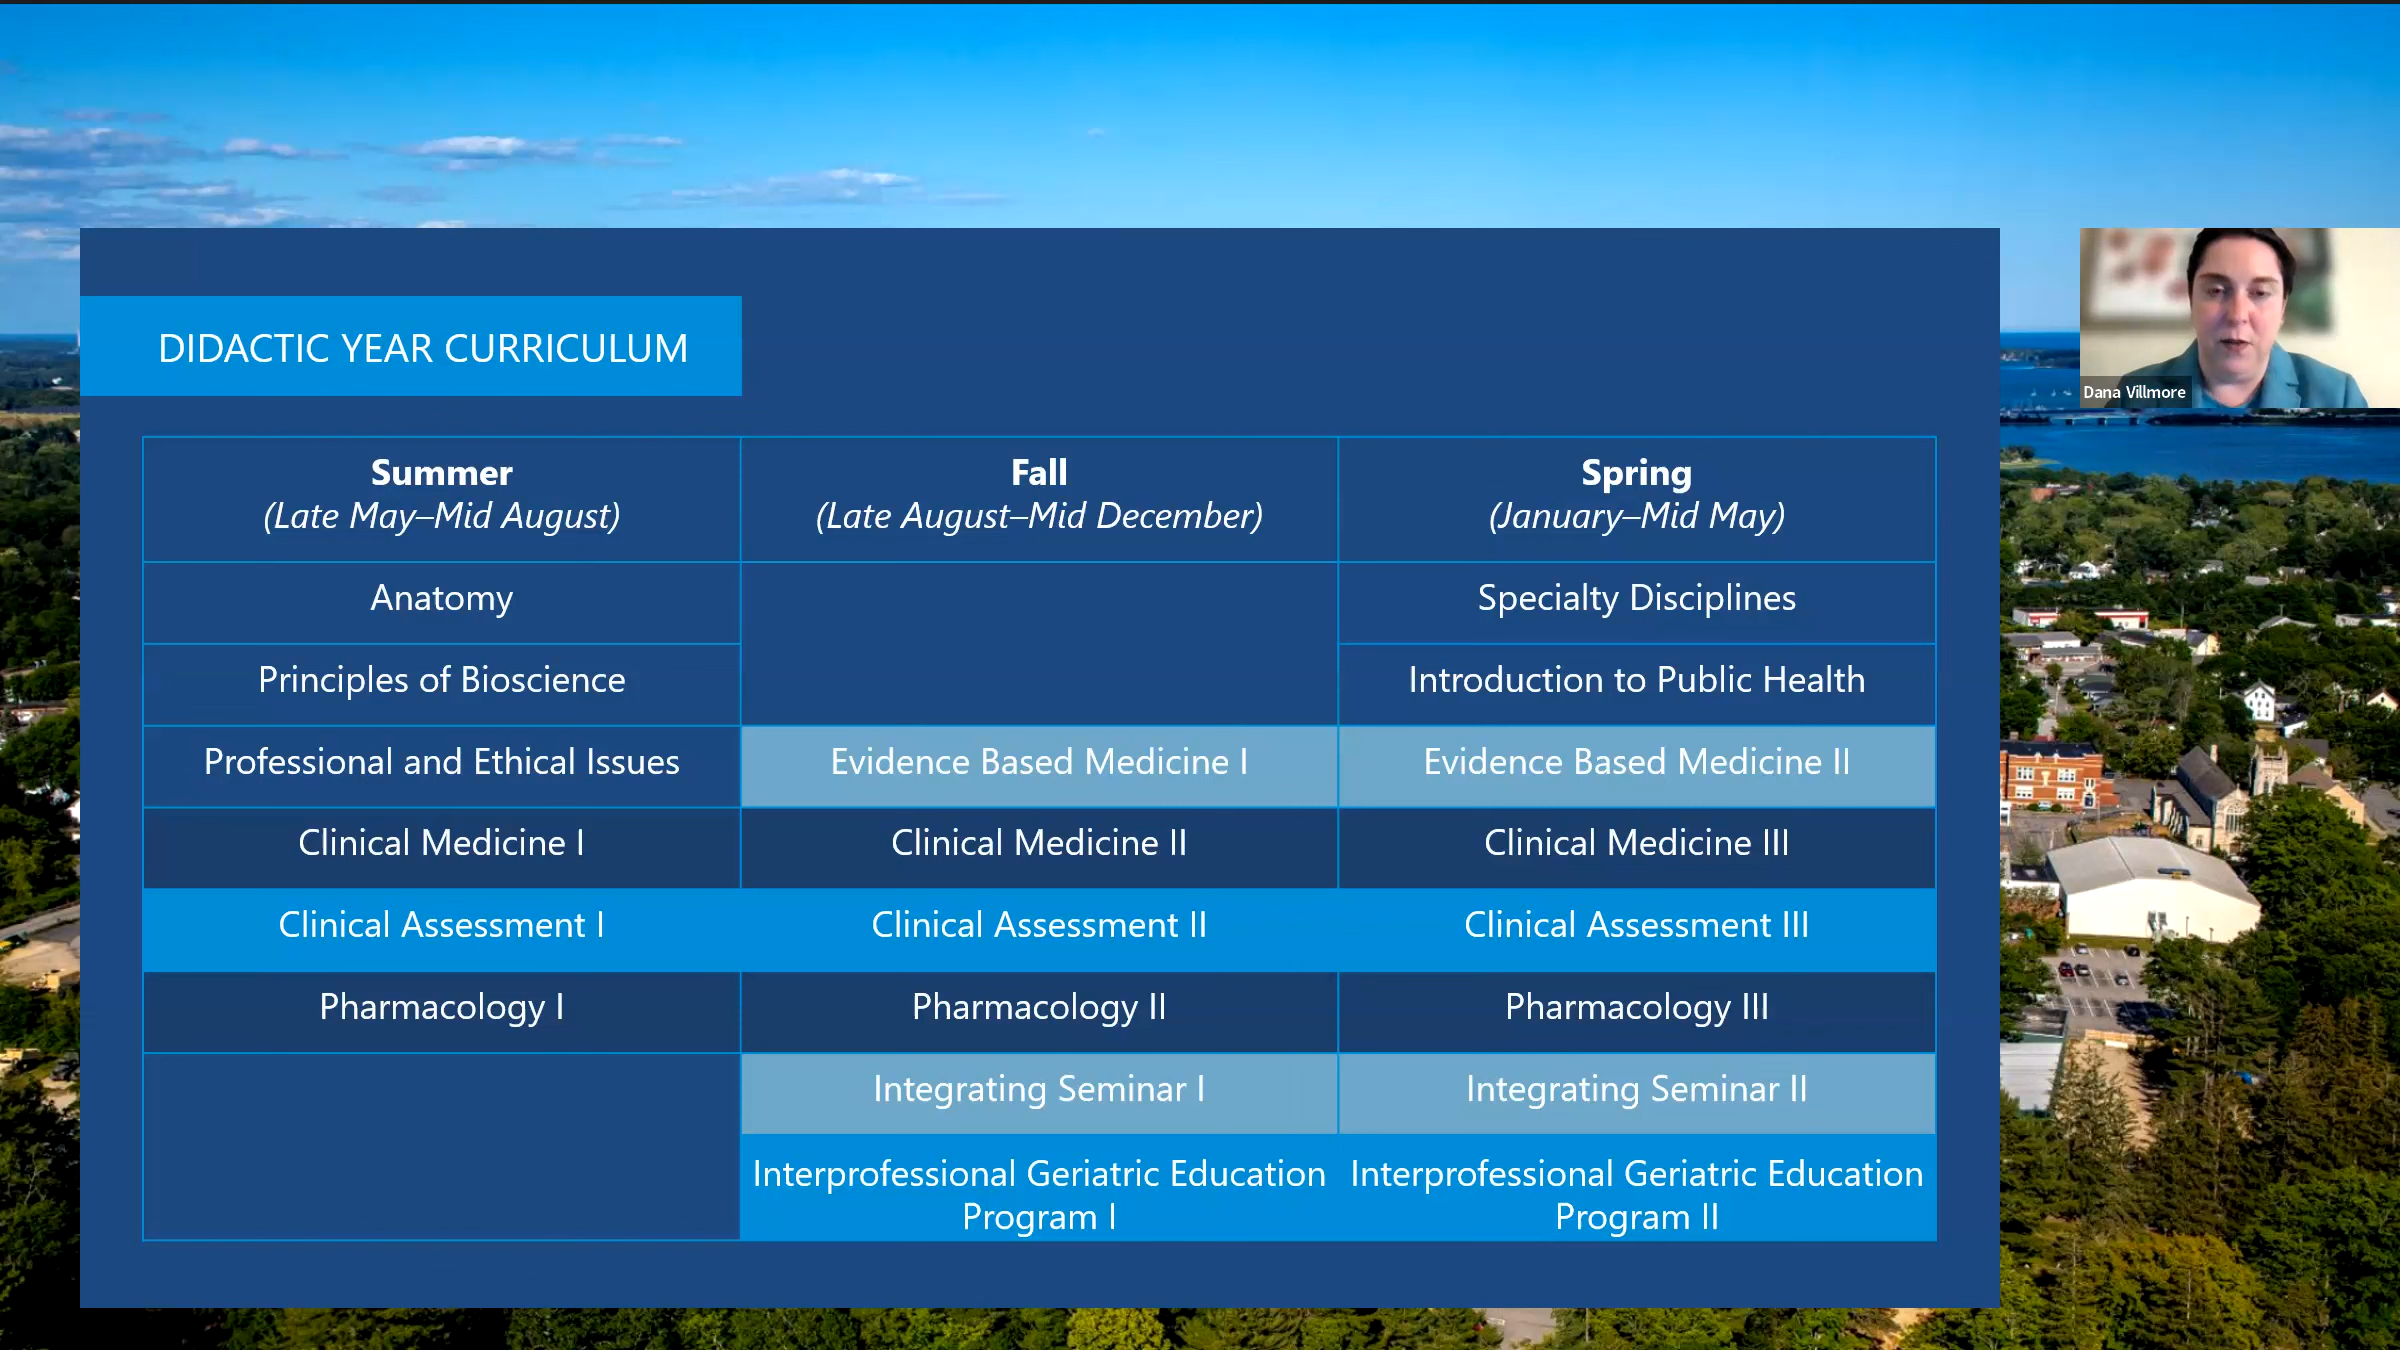 DIDACTIC YEAR CURRICULUM
Dana Villmore
Summer
(Late May–Mid August)
Fall
(Late August–Mid December)
Spring
(January–Mid May)
Anatomy
Specialty Disciplines
Principles of Bioscience
Introduction to Public Health
Professional and Ethical Issues
Evidence Based Medicine I
Evidence Based Medicine II
Clinical Medicine I
Clinical Medicine II
Clinical Medicine III
Clinical Assessment I
Clinical Assessment II
Clinical Assessment III
Pharmacology I
Pharmacology II
Pharmacology III
Integrating Seminar I
Integrating Seminar II
Interprofessional Geriatric Education
Program I
Interprofessional Geriatric Education
Program II